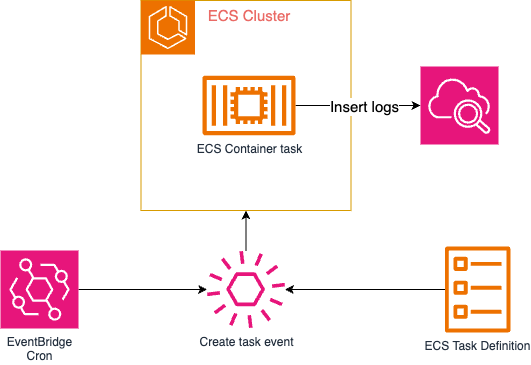 ECS Cluster
Insert logs
ECS Container task
EventBridge
Cron
Create task event
ECS Task Definition